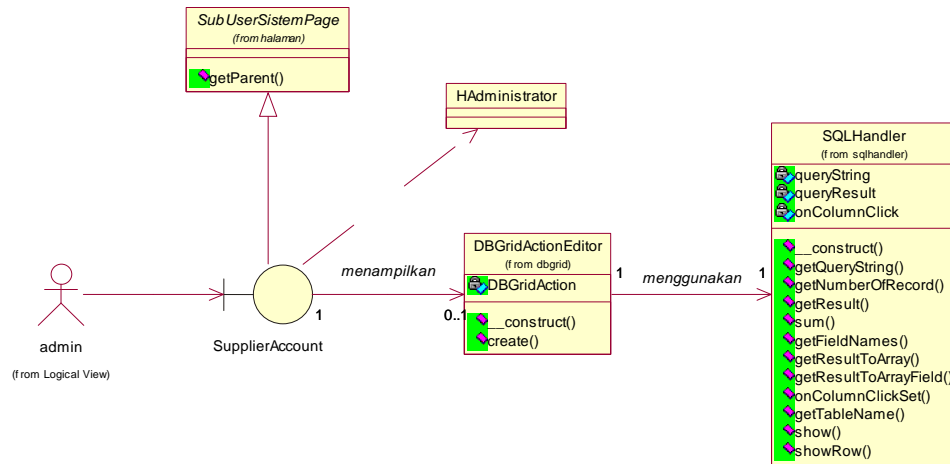 SubUserSistemPage
(from halaman)
getParent()
HAdministrator
SQLHandler
(from sqlhandler)
queryString
queryResult
onColumnClick
__construct()
getQueryString()
getNumberOfRecord()
getResult()
sum()
getFieldNames()
getResultToArray()
getResultToArrayField()
onColumnClickSet()
getTableName()
show()
showRow()
DBGridActionEditor
(from dbgrid)
DBGridAction
__construct()
create()
menampilkan
1
0..1
1
menggunakan
1
admin
(from Logical View)
SupplierAccount